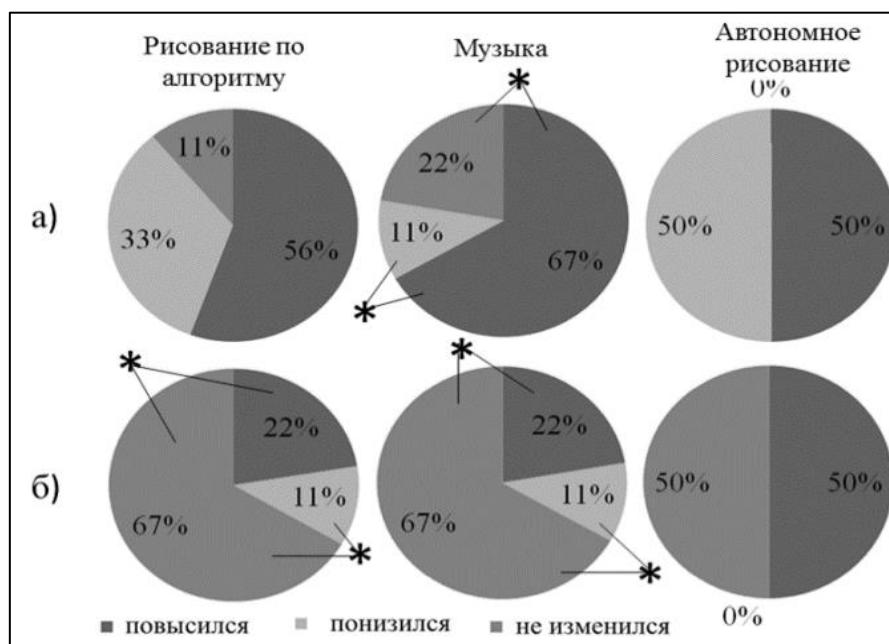 Рисование по
алгоритму
Музыка
Автономное
рисование
а)
11%
33%
56%
*
22%
11%
67%
*
0%
50%
50%
б)
*
22%
11%
67%
*
*
22%
11%
67%
*
50%
50%
0%
повысился
понизился
не изменился